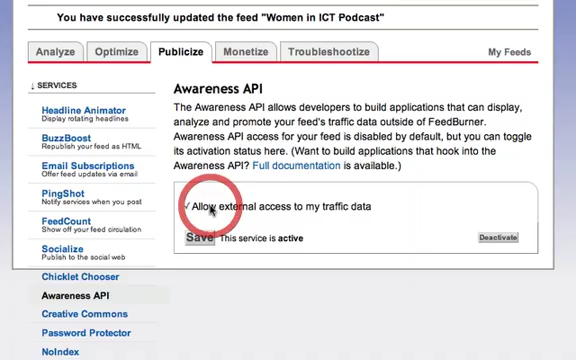 You have successfully updated the feed "Women in ICT Podcast"
Analyze Optimize Publicize Monetize Troubleshootize My Feeds
↓ SERVICES
Headline Animator
Display rotating headlines
BuzzBoost
Republish your feed as HTML
Email Subscriptions
Offer feed updates via email
PingShot
Notify services when you post
FeedCount
Show off your feed circulation
Socialize
Publish to the social web
Chicklet Chooser
Awareness API
Creative Commons
Password Protector
NoIndex
Awareness API
The Awareness API allows developers to build applications that can display,
analyze and promote your feed's traffic data outside of FeedBurner.
Awareness API access for your feed is disabled by default, but you can toggle
its activation status here. (Want to build applications that hook into the
Awareness API? Full documentation is available.)
✓ Allow external access to my traffic data
Save This service is active Deactivate